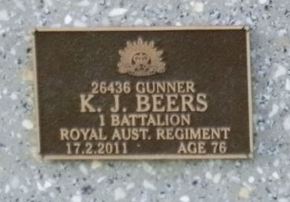 26436 GUNNER
K. J. BEERS
1 BATTALION
ROYAL AUST. REGIMENT
17.2.2011 AGE 76